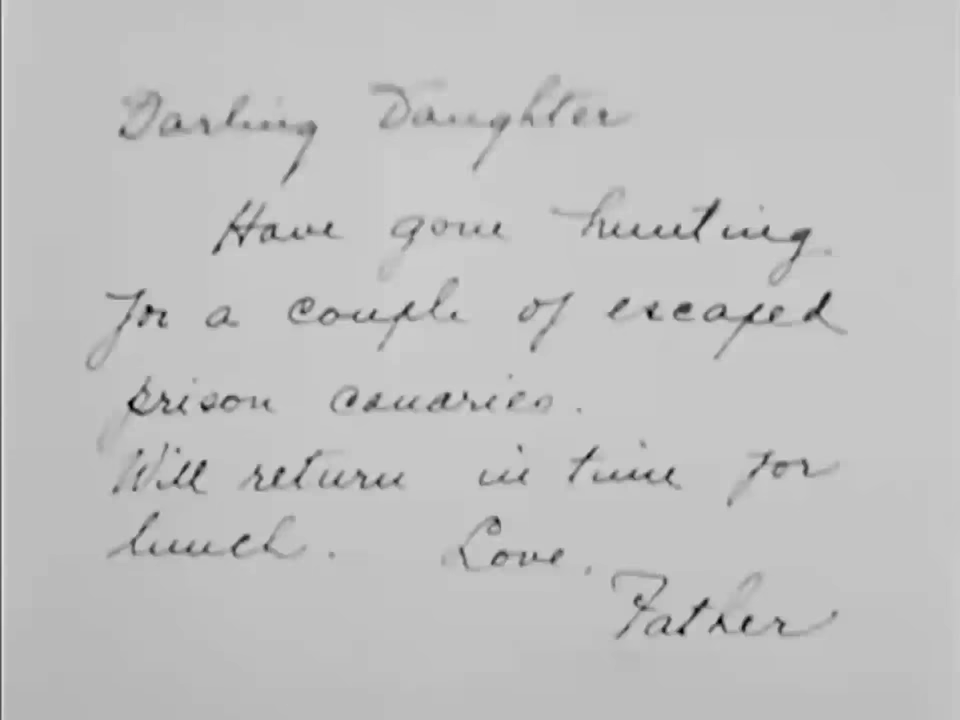 Darling Daughter
Have gone hunting
for a couple of escaped
prison canaries.
Will return in time for
lunch. Love.
Father